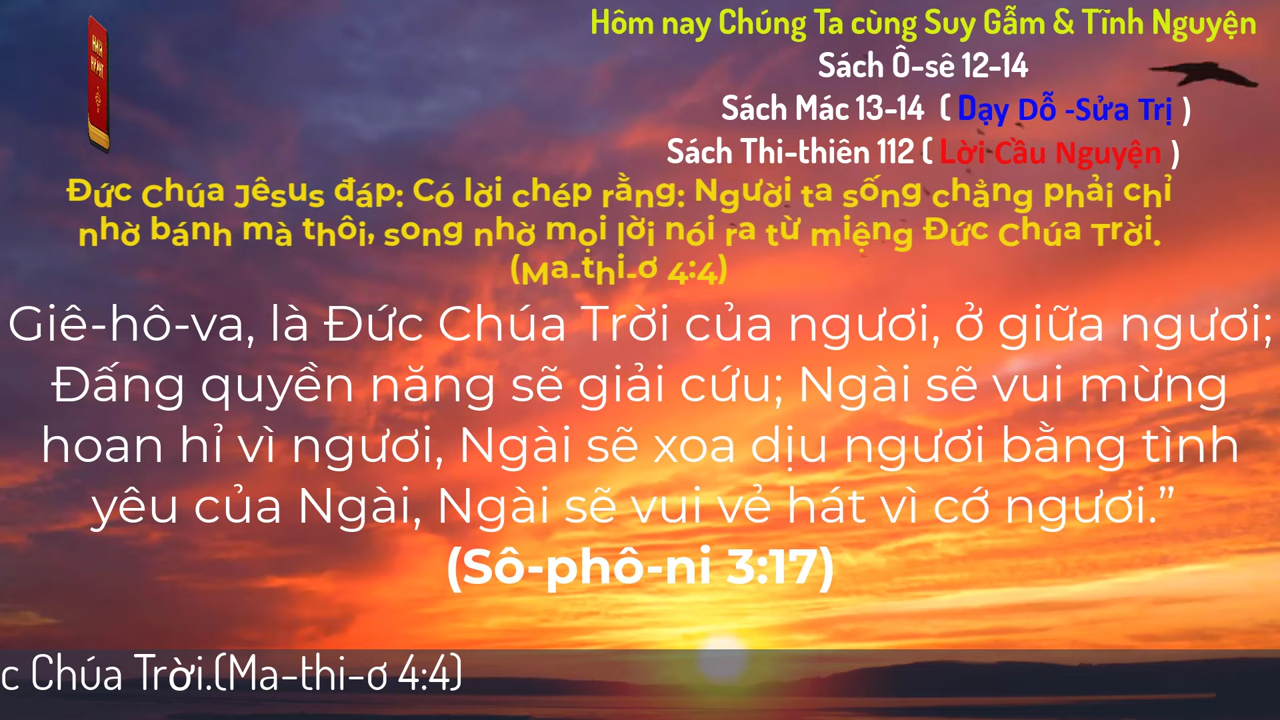 Hôm nay Chúng Ta cùng Suy Gẫm & Tĩnh Nguyện
Sách Ô-sê 12-14
Sách Mác 13-14 ( Dạy Dỗ -Sửa Trị )
Sách Thi-thiên 112 ( Lời Cầu Nguyện )
Đức Chúa Jêsus đáp: Có lời chép rằng: Người ta sống chẳng phải chỉ
nhờ bánh mà thôi, song nhờ mọi lời nói ra từ miệng Đức Chúa Trời.
(Ma-thi-ơ 4:4)
Giê-hô-va, là Đức Chúa Trời của ngươi, ở giữa ngươi;
Đấng quyền năng sẽ giải cứu; Ngài sẽ vui mừng
hoan hỉ vì ngươi, Ngài sẽ xoa dịu ngươi bằng tình
yêu của Ngài, Ngài sẽ vui vẻ hát vì cớ ngươi.”
(Sô-phô-ni 3:17)
c Chúa Trời.(Ma-thi-ơ 4:4)